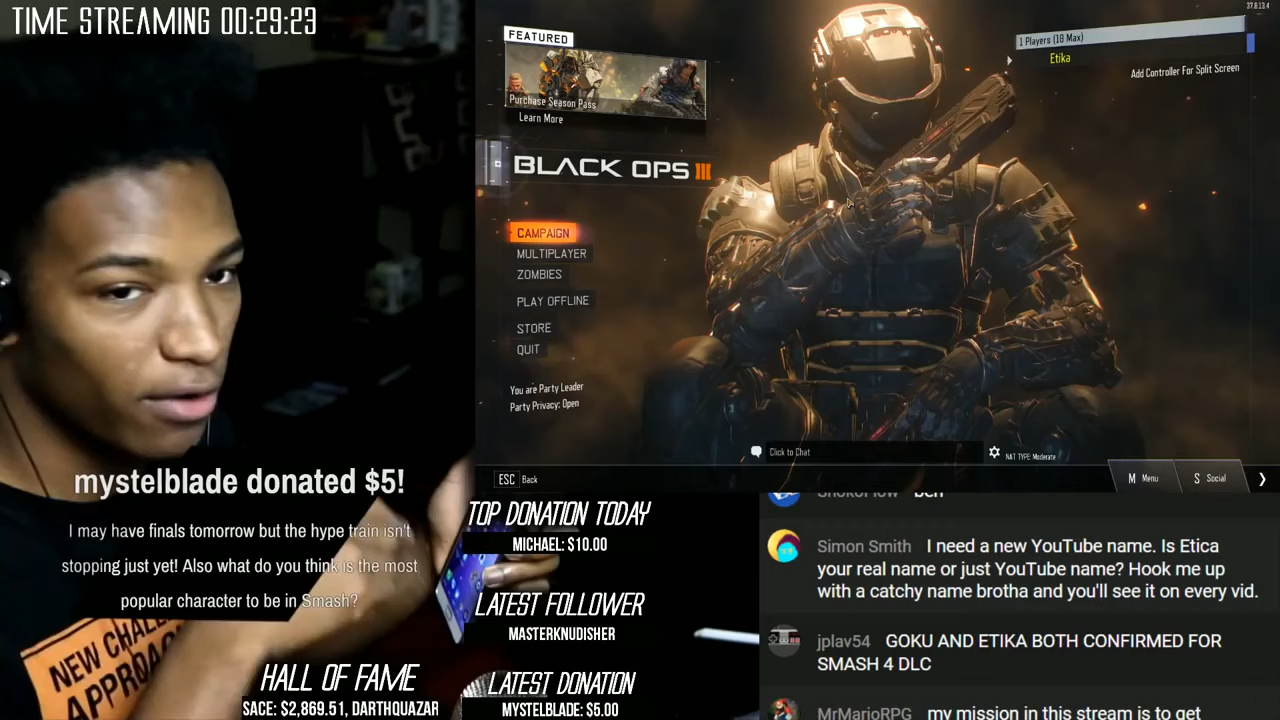 TIME STREAMING 00:29:23
37.8.13.4
FEATURED
Purchase Season Pass
Learn More
1 Players (18 Max)
Etika
Add Controller For Split Screen
BLACK OPS III
CAMPAIGN
MULTIPLAYER
ZOMBIES
PLAY OFFLINE
STORE
QUIT
You are Party Leader
Party Privacy: Open
Click to Chat
NAT TYPE: Moderate
ESC Back
M Menu
S Social
mystelblade donated $5!
I may have finals tomorrow but the hype train isn't
stopping just yet! Also what do you think is the most
popular character to be in Smash?
NEW CHALL
APPROA
TOP DONATION TODAY
MICHAEL: $10.00
LATEST FOLLOWER
MASTERKNUDISHER
HALL OF FAME
SACE: $2,869.51, DARTHQUAZAR
LATEST DONATION
MYSTELBLADE: $5.00
Simon Smith I need a new YouTube name. Is Etica
your real name or just YouTube name? Hook me up
with a catchy name brotha and you'll see it on every vid.
jplav54 GOKU AND ETIKA BOTH CONFIRMED FOR
SMASH 4 DLC
MrMarioRPG my mission in this stream is to get